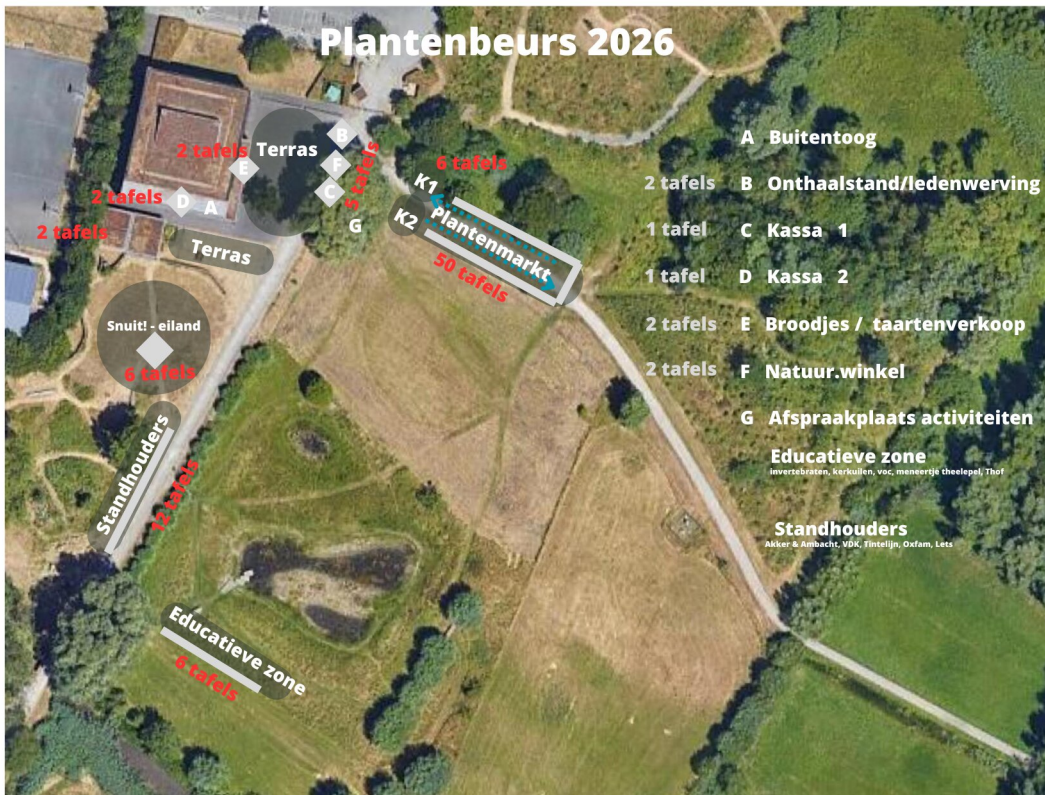 Plantenbeurs 2026
A Buitentoog
2 tafels B Onthaalstand/ledenwerving
1 tafel C Kassa 1
1 tafel D Kassa 2
2 tafels E Broodjes / taartenverkoop
2 tafels F Natuur.winkel
G Afspraakplaats activiteiten
Educatieve zone
invertebraten, kerkuilen, voc, meneertje theelepel, Thof
Standhouders
Akker & Ambacht, VDK, Tintelijn, Oxfam, Lets
B
Terras
2 tafels
E
F
5 tafels
6 tafels
C
K1
2 tafels
D
A
G
K2
Plantenmarkt
2 tafels
Terras
50 tafels
Snuit! - eiland
6 tafels
Standhouders
12 tafels
Educatieve zone
6 tafels